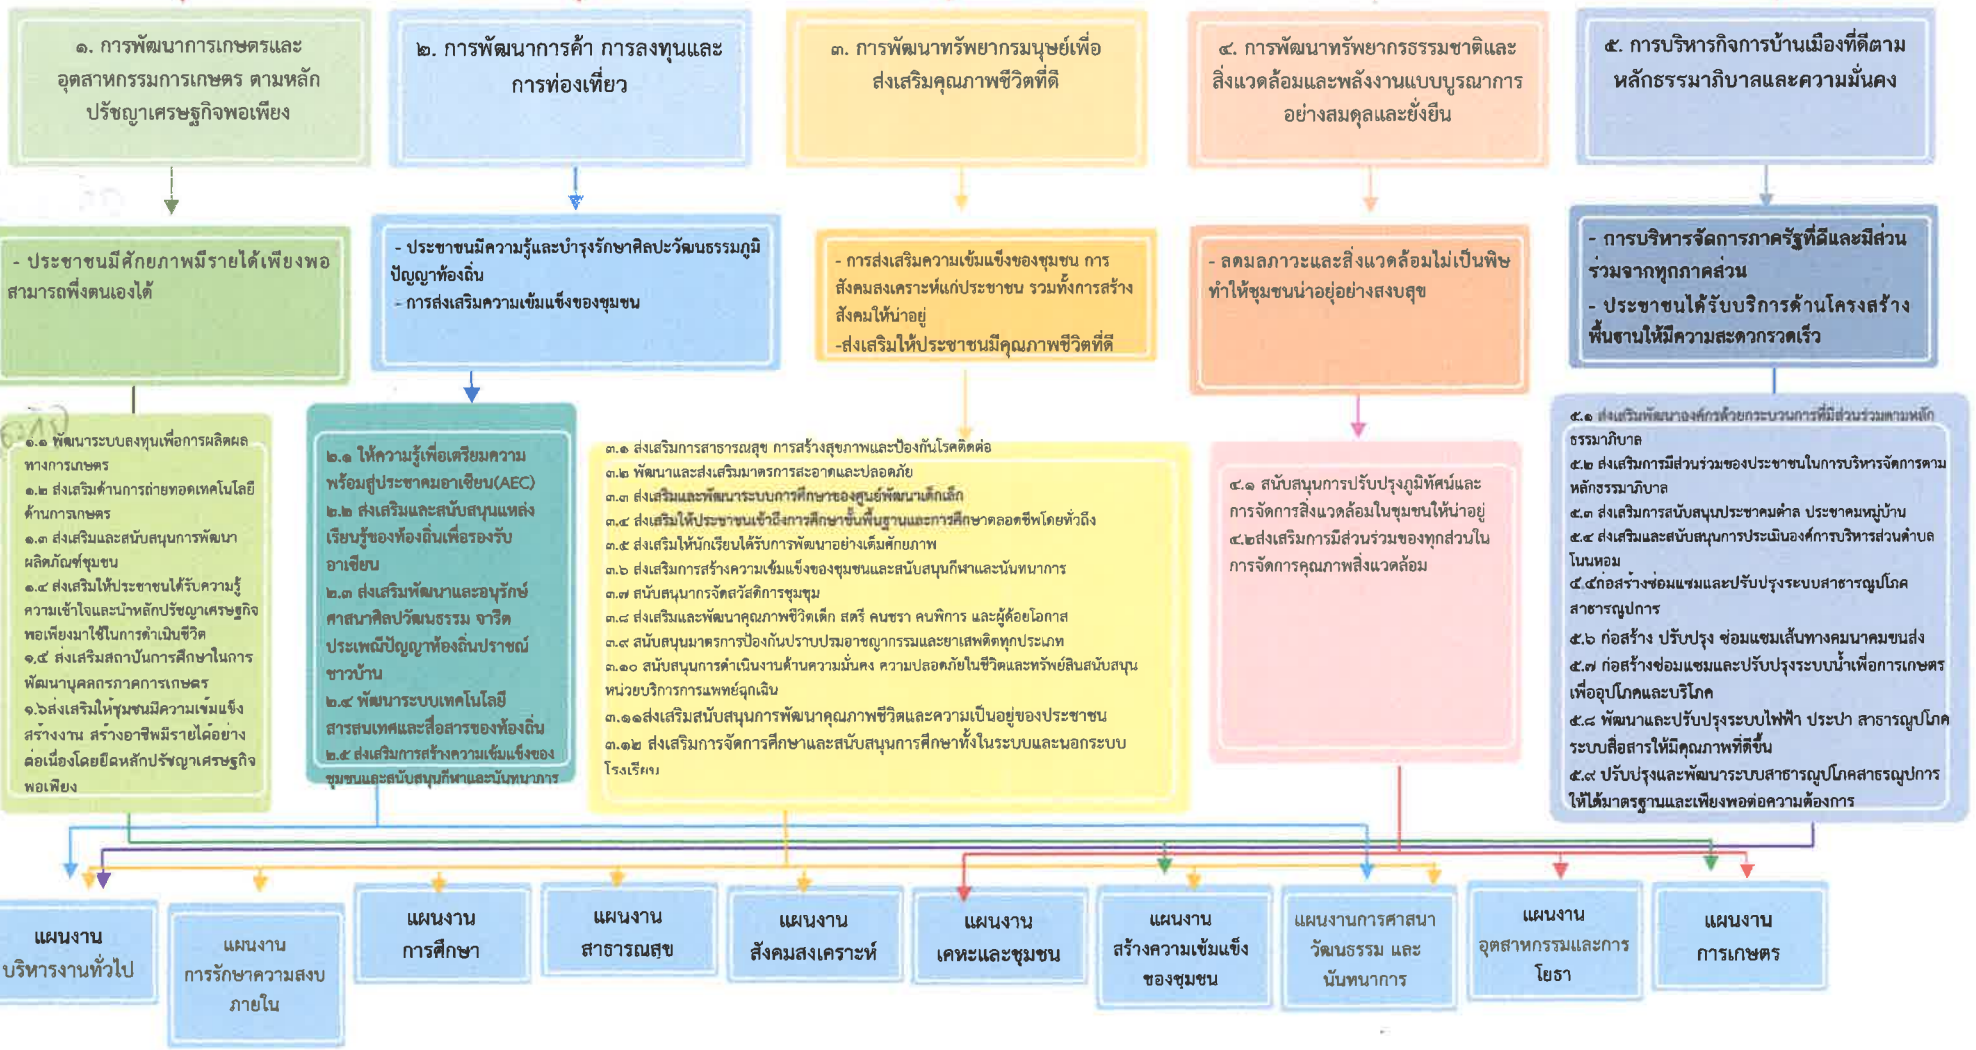 ๑. การพัฒนาการเกษตรและ
อุตสาหกรรมการเกษตร ตามหลัก
ปรัชญาเศรษฐกิจพอเพียง
๒. การพัฒนาการค้า การลงทุนและ
การท่องเที่ยว
๓. การพัฒนาทรัพยากรมนุษย์เพื่อ
ส่งเสริมคุณภาพชีวิตที่ดี
๔. การพัฒนาทรัพยากรธรรมชาติและ
สิ่งแวดล้อมและพลังงานแบบบูรณาการ
อย่างสมดุลและยั่งยืน
๕. การบริหารกิจการบ้านเมืองที่ดีตาม
หลักธรรมาภิบาลและความมั่นคง
- ประชาชนมีศักยภาพมีรายได้เพียงพอ
สามารถพึ่งตนเองได้
- ประชาชนมีความรู้และบำรุงรักษาศิลปะวัฒนธรรมภูมิ
ปัญญาท้องถิ่น
- การส่งเสริมความเข้มแข็งของชุมชน
- การส่งเสริมความเข้มแข็งของชุมชน การ
สังคมสงเคราะห์แก่ประชาชน รวมทั้งการสร้าง
สังคมให้น่าอยู่
-ส่งเสริมให้ประชาชนมีคุณภาพชีวิตที่ดี
- ลดมลภาวะและสิ่งแวดล้อมไม่เป็นพิษ
ทำให้ชุมชนน่าอยู่อย่างสงบสุข
- การบริหารจัดการภาครัฐที่ดีและมีส่วน
ร่วมจากทุกภาคส่วน
- ประชาชนได้รับบริการด้านโครงสร้าง
พื้นฐานให้มีความสะดวกรวดเร็ว
๑.๑ พัฒนาระบบลงทุนเพื่อการผลิตผล
ทางการเกษตร
๑.๒ ส่งเสริมด้านการถ่ายทอดเทคโนโลยี
ด้านการเกษตร
๑.๓ ส่งเสริมและสนับสนุนการพัฒนา
ผลิตภัณฑ์ชุมชน
๑.๔ ส่งเสริมให้ประชาชนได้รับความรู้
ความเข้าใจและนำหลักปรัชญาเศรษฐกิจ
พอเพียงมาใช้ในการดำเนินชีวิต
๑.๕ ส่งเสริมสถาบันการศึกษาในการ
พัฒนาบุคลกรภาคการเกษตร
๑.๖ส่งเสริมให้ชุมชนมีความเข้มแข็ง
สร้างงาน สร้างอาชีพมีรายได้อย่าง
ต่อเนื่องโดยยึดหลักปรัชญาเศรษฐกิจ
พอเพียง
๒.๑ ให้ความรู้เพื่อเตรียมความ
พร้อมสู่ประชาคมอาเซียน(AEC)
๒.๒ ส่งเสริมและสนับสนุนแหล่ง
เรียนรู้ของท้องถิ่นเพื่อรองรับ
อาเซียน
๒.๓ ส่งเสริมพัฒนาและอนุรักษ์
ศาสนาศิลปวัฒนธรรม จารีต
ประเพณีปัญญาท้องถิ่นปราชณ์
ชาวบ้าน
๒.๔ พัฒนาระบบเทคโนโลยี
สารสนเทศและสื่อสารของท้องถิ่น
๒.๕ ส่งเสริมการสร้างความเข้มแข็งของ
ชุมชนและสนับสนุนกีฬาและนันทนาการ
๓.๑ ส่งเสริมการสาธารณสุข การสร้างสุขภาพและป้องกันโรคติดต่อ
๓.๒ พัฒนาและส่งเสริมมาตรการสะอาดและปลอดภัย
๓.๓ ส่งเสริมและพัฒนาระบบการศึกษาของศูนย์พัฒนาเด็กเล็ก
๓.๔ ส่งเสริมให้ประชาชนเข้าถึงการศึกษาขั้นพื้นฐานและการศึกษาตลอดชีพโดยทั่วถึง
๓.๕ ส่งเสริมให้นักเรียนได้รับการพัฒนาอย่างเต็มศักยภาพ
๓.๖ ส่งเสริมการสร้างความเข้มแข็งของชุมชนและสนับสนุนกีฬาและนันทนาการ
๓.๗ สนับสนุนากรจัดสวัสดิการชุมชุม
๓.๘ ส่งเสริมและพัฒนาคุณภาพชีวิตเด็ก สตรี คนชรา คนพิการ และผู้ด้อยโอกาส
๓.๙ สนับสนุนมาตรการป้องกันปราบปรมอาชญากรรมและยาเสพติดทุกประเภท
๓.๑๐ สนับสนุนการดำเนินงานด้านความมั่นคง ความปลอดภัยในชีวิตและทรัพย์สินสนับสนุน
หน่วยบริการการแพทย์ฉุกเฉิน
๓.๑๑ส่งเสริมสนับสนุนการพัฒนาคุณภาพชีวิตและความเป็นอยู่ของประชาชน
๓.๑๒ ส่งเสริมการจัดการศึกษาและสนับสนุนการศึกษาทั้งในระบบและนอกระบบ
โรงเรียน
๔.๑ สนับสนุนการปรับปรุงภูมิทัศน์และ
การจัดการสิ่งแวดล้อมในชุมชนให้น่าอยู่
๔.๒ส่งเสริมการมีส่วนร่วมของทุกส่วนใน
การจัดการคุณภาพสิ่งแวดล้อม
๕.๑ ส่งเสริมพัฒนาองค์กรด้วยกระบวนการที่มีส่วนร่วมตามหลัก
ธรรมาภิบาล
๕.๒ ส่งเสริมการมีส่วนร่วมของประชาชนในการบริหารจัดการตาม
หลักธรรมาภิบาล
๕.๓ ส่งเสริมการสนับสนุนประชาคมตำล ประชาคมหมู่บ้าน
๕.๔ ส่งเสริมและสนับสนุนการประเมินองค์การบริหารส่วนตำบล
โนนหอม
๕.๕ก่อสร้างซ่อมแซมและปรับปรุงระบบสาธารณูปโภค
สาธารณูปการ
๕.๖ ก่อสร้าง ปรับปรุง ซ่อมแซมเส้นทางคมนาคมขนส่ง
๕.๗ ก่อสร้างซ่อมแซมและปรับปรุงระบบน้ำเพื่อการเกษตร
เพื่ออุปโภคและบริโภค
๕.๘ พัฒนาและปรับปรุงระบบไฟฟ้า ประปา สาธารณูปโภค
ระบบสื่อสารให้มีคุณภาพที่ดีขึ้น
๕.๙ ปรับปรุงและพัฒนาระบบสาธารณูปโภคสาธรณูปการ
ให้ได้มาตรฐานและเพียงพอต่อความต้องการ
แผนงาน
บริหารงานทั่วไป
แผนงาน
การรักษาความสงบ
ภายใน
แผนงาน
การศึกษา
แผนงาน
สาธารณสุข
แผนงาน
สังคมสงเคราะห์
แผนงาน
เคหะและชุมชน
แผนงาน
สร้างความเข้มแข็ง
ของชุมชน
แผนงานการศาสนา
วัฒนธรรม และ
นันทนาการ
แผนงาน
อุตสาหกรรมและการ
โยธา
แผนงาน
การเกษตร